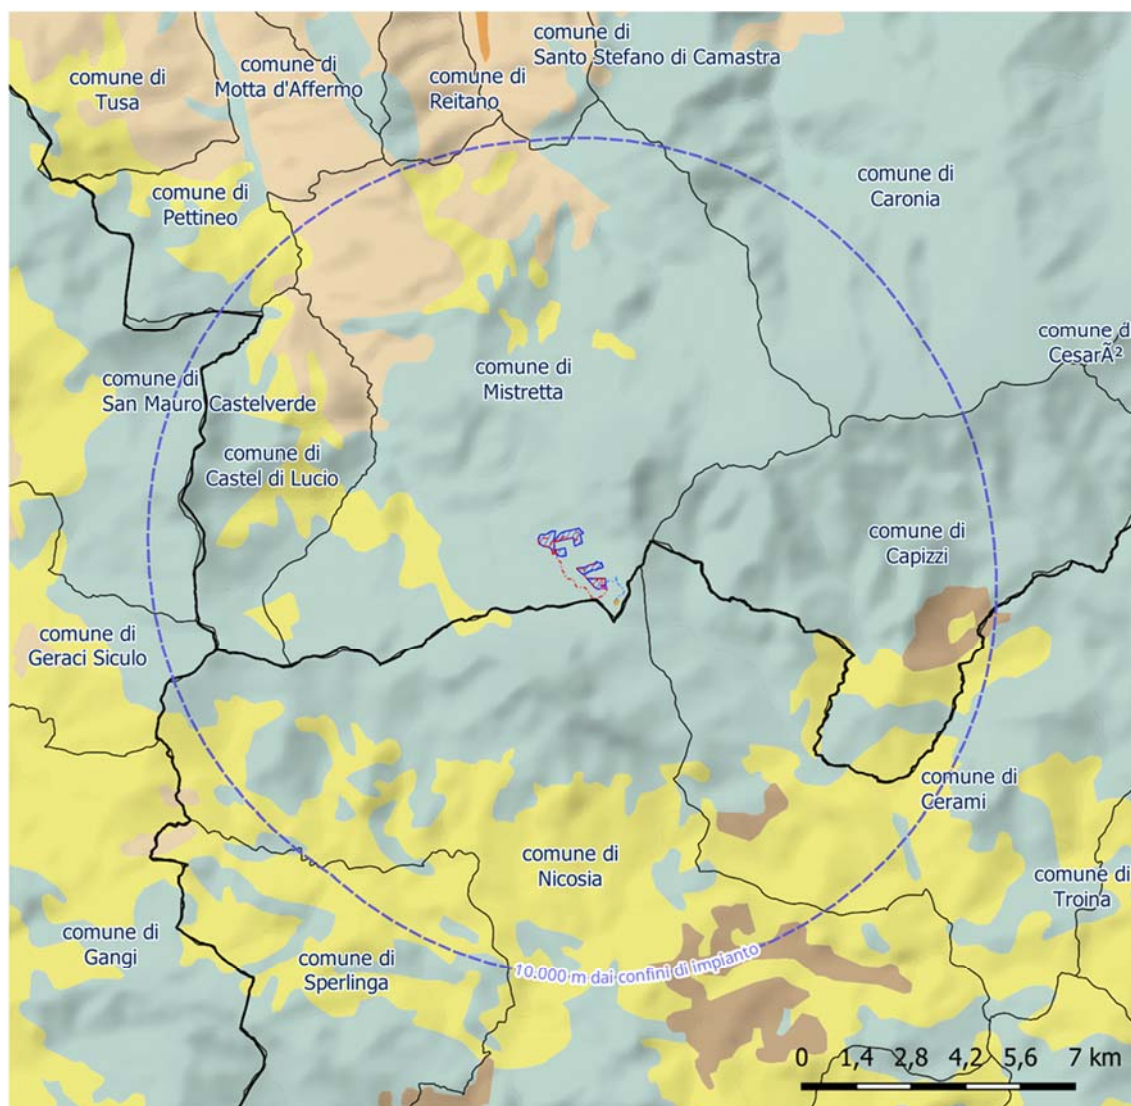 comune di
Santo Stefano di Camastra
comune di
Tusa
comune di
Motta d'Affermo
comune di
Reitano
comune di
Pettineo
comune di
Caronia
comune d
CesarÃ²
comune di
Mistretta
comune di
San Mauro Castelverde
comune di
Castel di Lucio
comune di
Capizzi
comune di
Geraci Siculo
comune di
Cerami
comune di
Nicosia
comune di
Troina
comune di
Gangi
comune di
Sperlinga
10.000 m dai confini di impianto
0 1,4 2,8 4,2 5,6 7 km